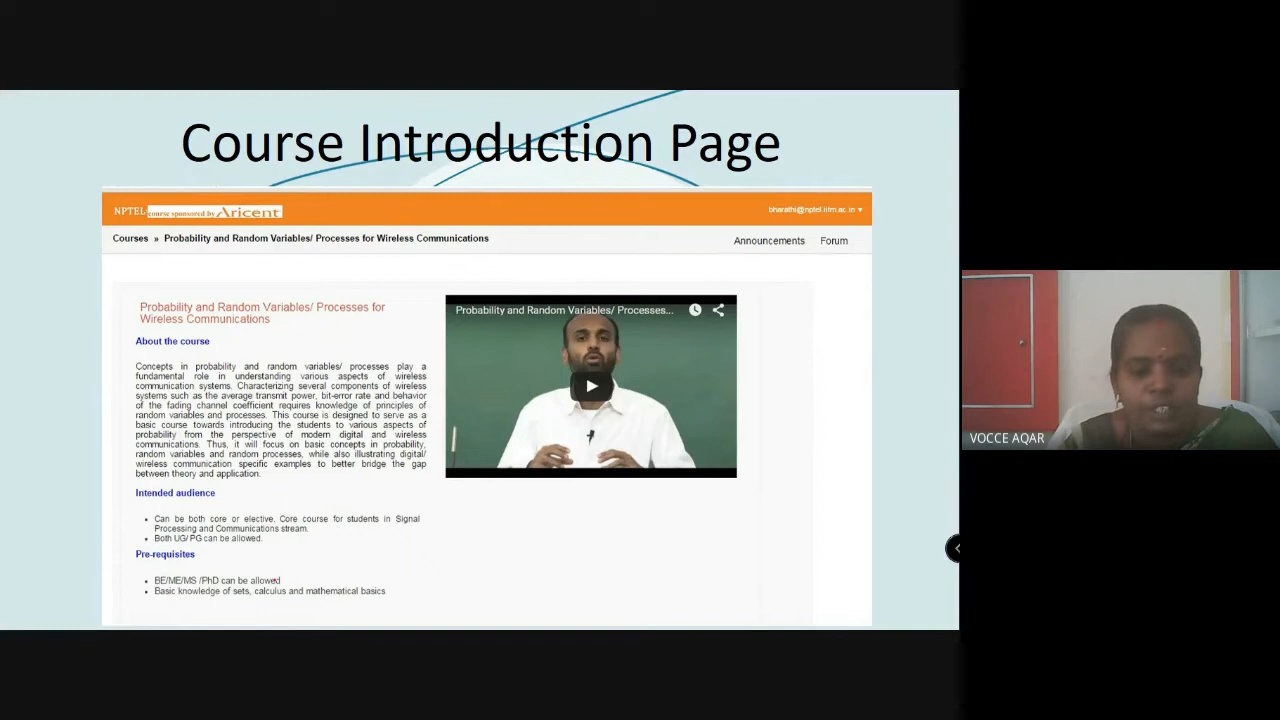 Course Introduction Page
NPTEL course sponsored by Aricent
bharathi@nptel.iitm.ac.in ▾
Courses » Probability and Random Variables/ Processes for Wireless Communications
Announcements Forum
Probability and Random Variables/ Processes for
Wireless Communications
About the course
Concepts in probability and random variables/ processes play a
fundamental role in understanding various aspects of wireless
communication systems. Characterizing several components of wireless
systems such as the average transmit power, bit-error rate and behavior
of the fading channel coefficient requires knowledge of principles of
random variables and processes. This course is designed to serve as a
basic course towards introducing the students to various aspects of
probability from the perspective of modern digital and wireless
communications. Thus, it will focus on basic concepts in probability,
random variables and random processes, while also illustrating digital/
wireless communication specific examples to better bridge the gap
between theory and application.
Intended audience
• Can be both core or elective. Core course for students in Signal
Processing and Communications stream.
• Both UG/ PG can be allowed.
Pre-requisites
• BE/ME/MS /PhD can be allowed
• Basic knowledge of sets, calculus and mathematical basics
Probability and Random Variables/ Processes...
VOCCE AQAR